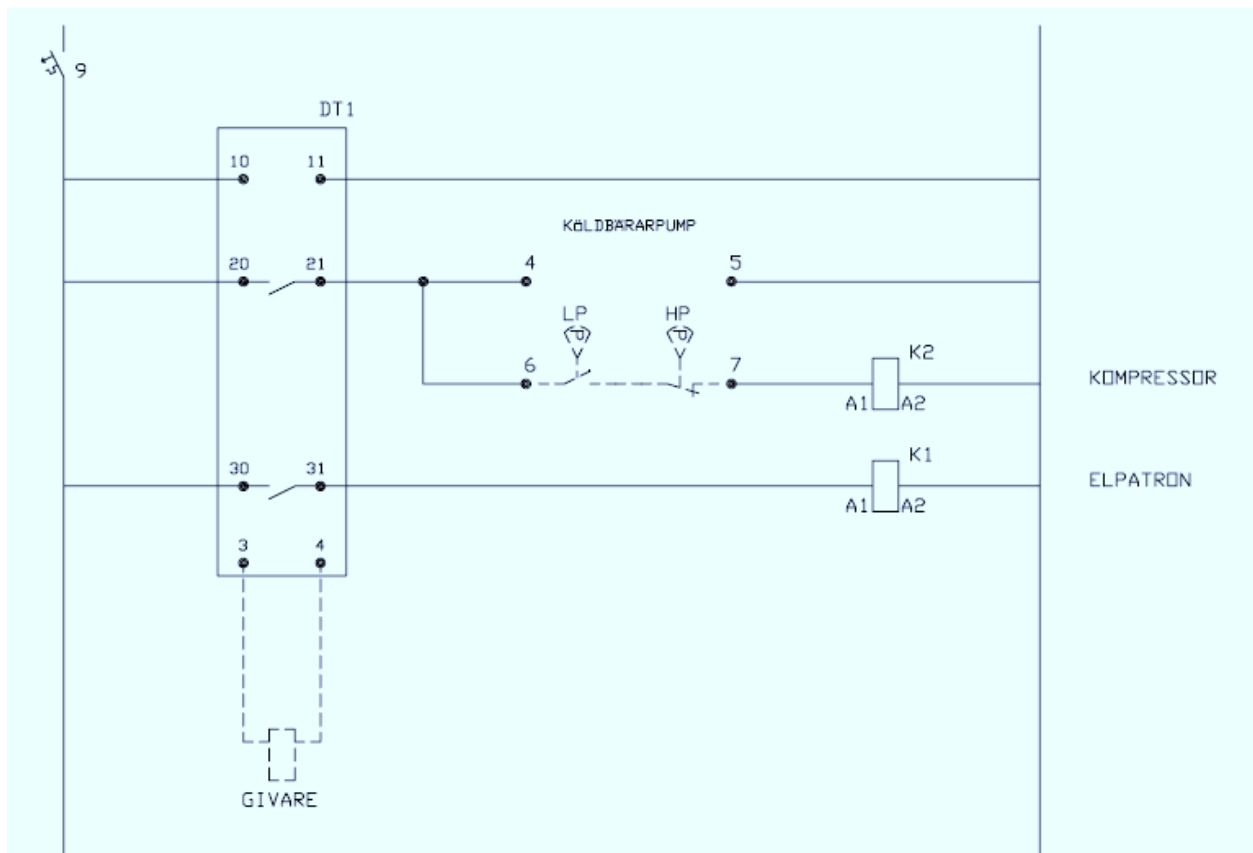 9
DT1
10 11
KÖLDBÄRARPUMP
20 21 4 5
LP HP
6 7 K2
KOMPRESSOR
A1 A2
30 31 K1
ELPATRON
A1 A2
3 4
GIVARE